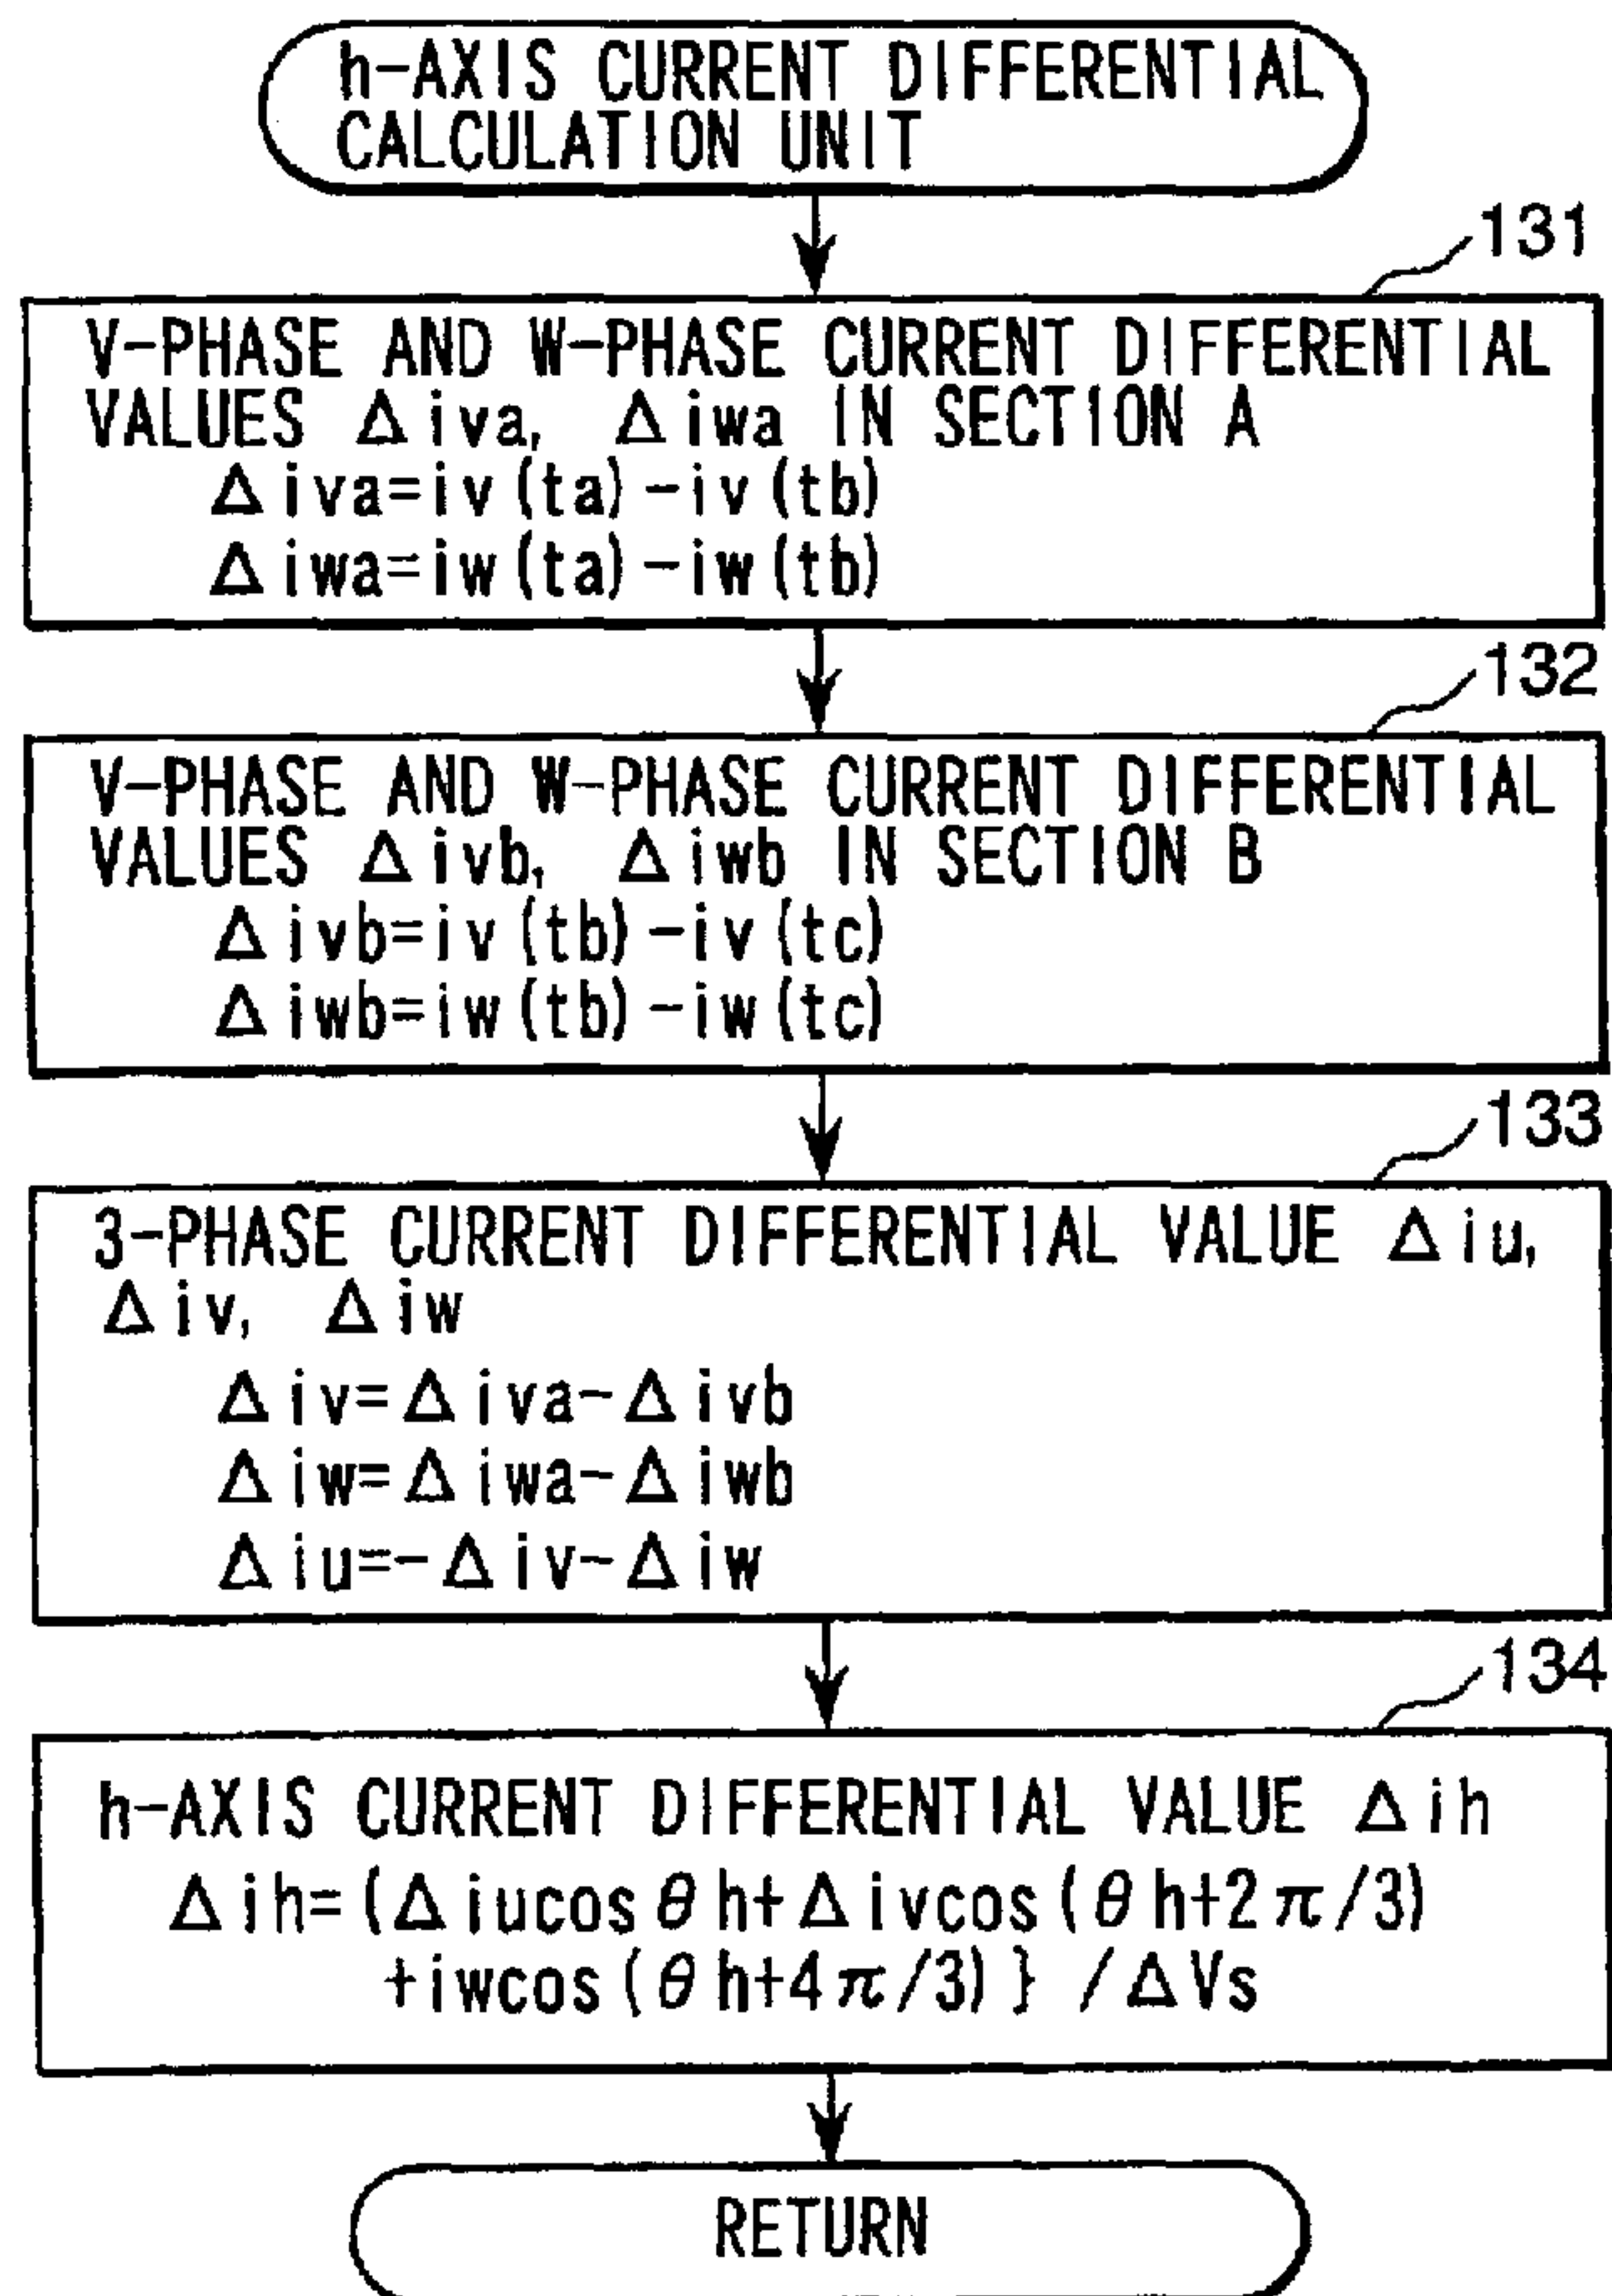 h-AXIS CURRENT DIFFERENTIAL
CALCULATION UNIT
131
V-PHASE AND W-PHASE CURRENT DIFFERENTIAL
VALUES Δiva, Δiwa IN SECTION A
Δiva=iv(ta)-iv(tb)
Δiwa=iw(ta)-iw(tb)
132
V-PHASE AND W-PHASE CURRENT DIFFERENTIAL
VALUES Δivb, Δiwb IN SECTION B
Δivb=iv(tb)-iv(tc)
Δiwb=iw(tb)-iw(tc)
133
3-PHASE CURRENT DIFFERENTIAL VALUE Δiu,
Δiv, Δiw
Δiv=Δiva-Δivb
Δiw=Δiwa-Δiwb
Δiu=-Δiv-Δiw
134
h-AXIS CURRENT DIFFERENTIAL VALUE Δih
Δih=(Δiucosθh+Δivcos(θh+2π/3)
+iwcos(θh+4π/3)} /ΔVs
RETURN